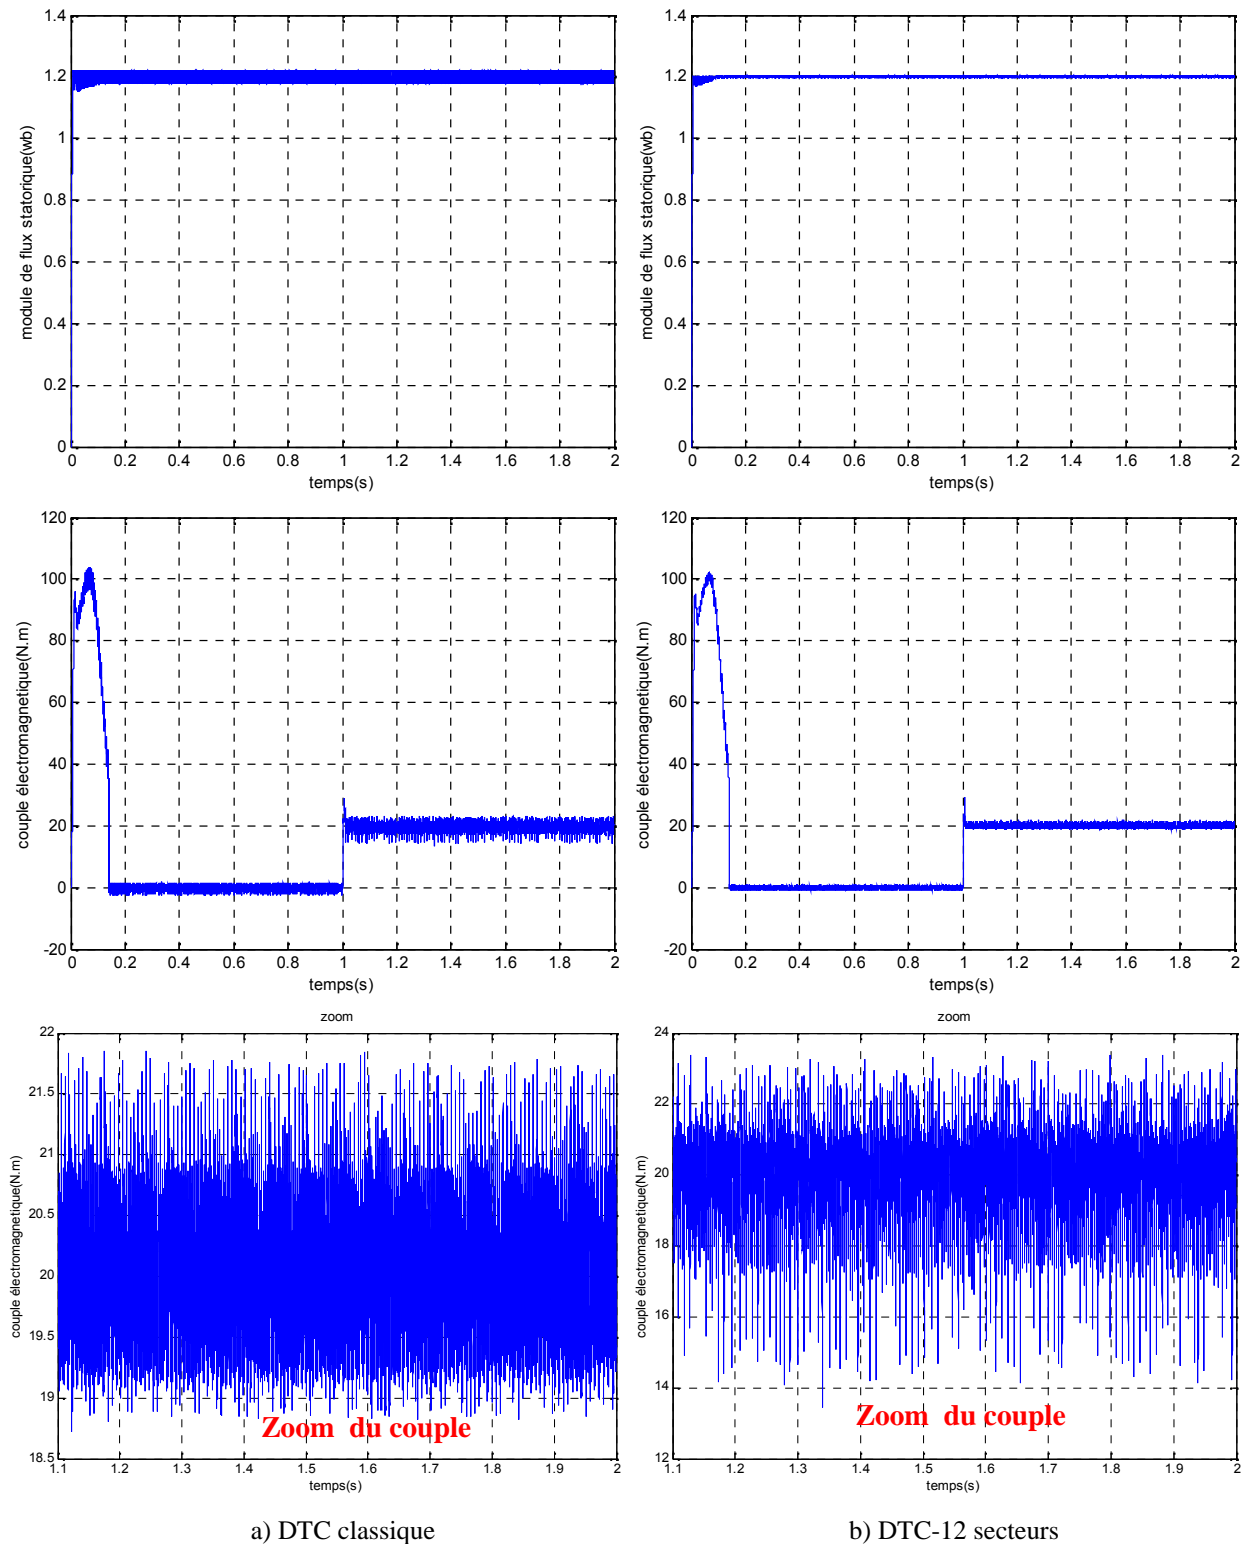 1.4
1.2
1
0.8
0.6
0.4
0.2
0
module de flux statorique(wb)
0 0.2 0.4 0.6 0.8 1 1.2 1.4 1.6 1.8 2
temps(s)
1.4
1.2
1
0.8
0.6
0.4
0.2
0
module de flux statorique(wb)
0 0.2 0.4 0.6 0.8 1 1.2 1.4 1.6 1.8 2
temps(s)
120
100
80
60
40
20
0
-20
couple électromagnetique(N.m)
0 0.2 0.4 0.6 0.8 1 1.2 1.4 1.6 1.8 2
temps(s)
120
100
80
60
40
20
0
-20
couple électromagnetique(N.m)
0 0.2 0.4 0.6 0.8 1 1.2 1.4 1.6 1.8 2
temps(s)
zoom
22
21.5
21
20.5
20
19.5
19
18.5
couple électromagnetique(N.m)
Zoom du couple
1.1 1.2 1.3 1.4 1.5 1.6 1.7 1.8 1.9 2
temps(s)
zoom
24
22
20
18
16
14
12
couple électromagnetique(N.m)
Zoom du couple
1.1 1.2 1.3 1.4 1.5 1.6 1.7 1.8 1.9 2
temps(s)
a) DTC classique
b) DTC-12 secteurs